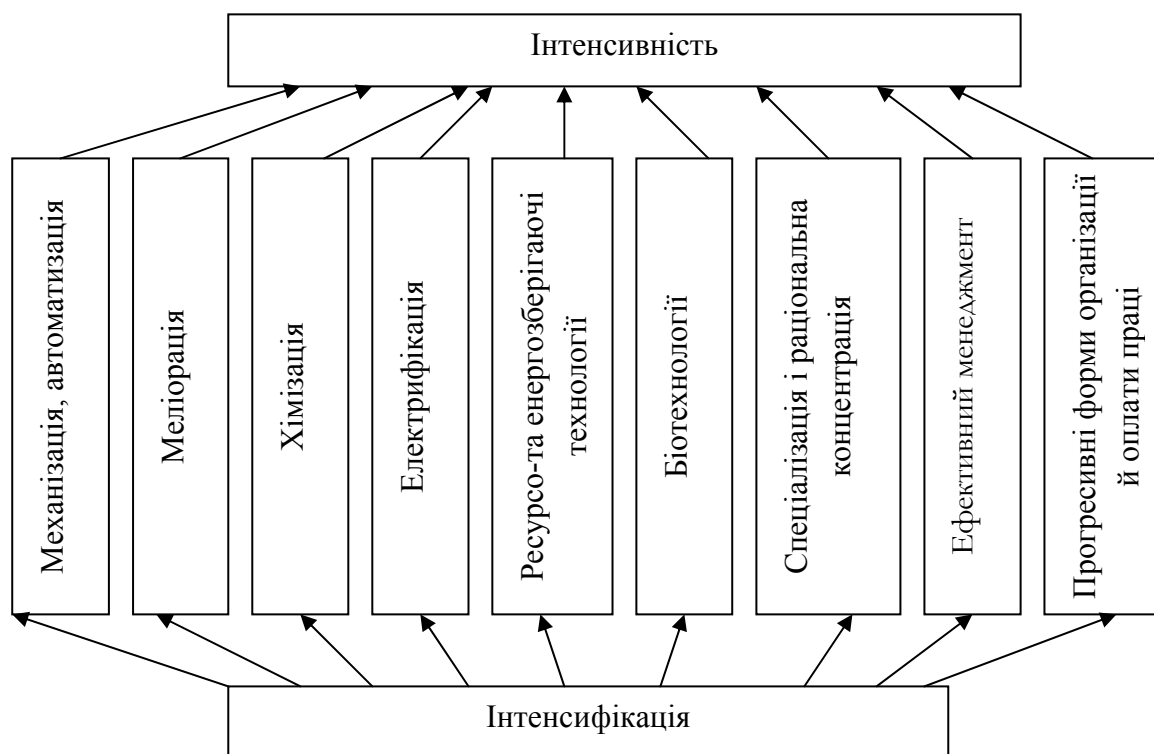 Інтенсивність
Механізація, автоматизація
Меліорація
Хімізація
Електрифікація
Ресурсо-та енергозберігаючі
технології
Біотехнології
Спеціалізація і раціональна
концентрація
Ефективний менеджмент
Прогресивні форми організації
й оплати праці
Інтенсифікація